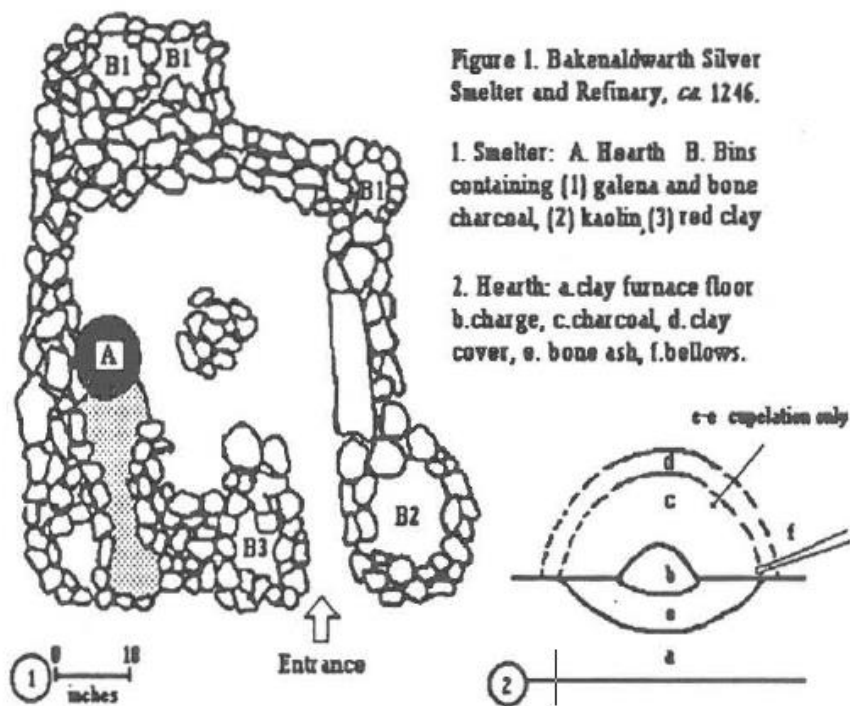 Figure 1. Bakenaldwarth Silver
Smelter and Refinary, ca 1246.
1. Smelter: A. Hearth B. Bins
containing (1) galena and bone
charcoal, (2) kaolin, (3) red clay
2. Hearth: a.clay furnace floor
b.charge, c.charcoal, d.clay
cover, e. bone ash, f.bellows.
B1
B1
B1
A
B3
B2
Entrance
1
0 18
inches
c-e cupelation only
d
c
f
b
e
a
2